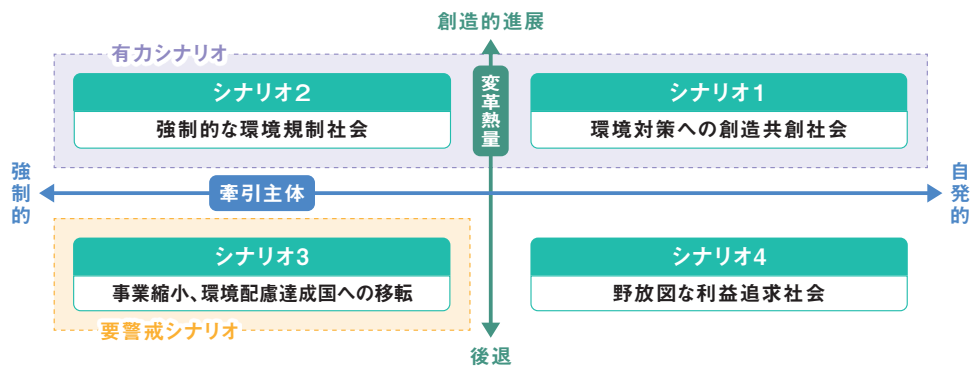 創造的進展
有力シナリオ
シナリオ2
強制的な環境規制社会
変革熱量
シナリオ1
環境対策への創造共創社会
強制的
牽引主体
自発的
シナリオ3
事業縮小、環境配慮達成国への移転
シナリオ4
野放図な利益追求社会
要警戒シナリオ
後退